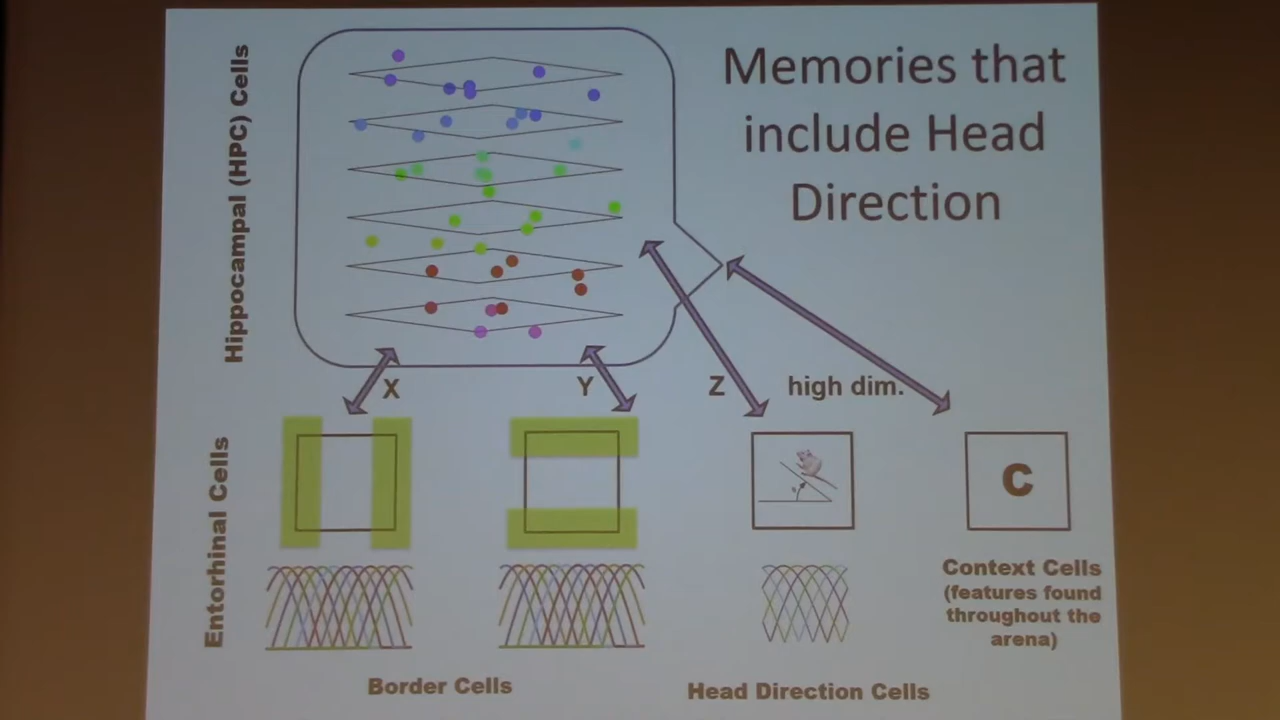 Memories that
include Head
Direction
Hippocampal (HPC) Cells
X
Y
Z
high dim.
Entorhinal Cells
C
Context Cells
(features found
throughout the
arena)
Border Cells
Head Direction Cells